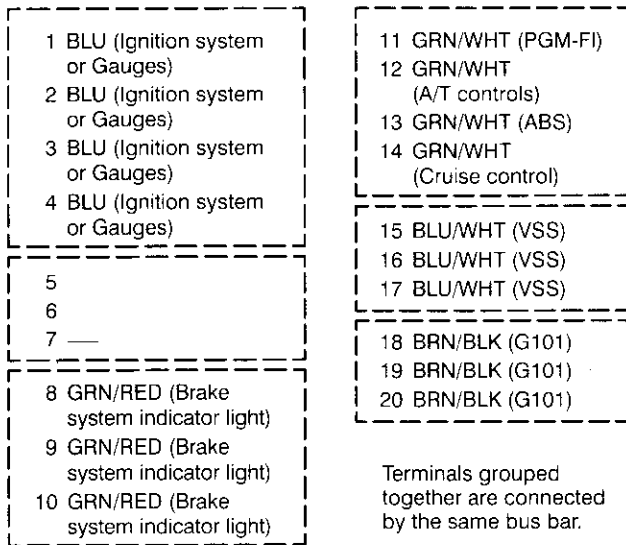 1 BLU (Ignition system
or Gauges)
2 BLU (Ignition system
or Gauges)
3 BLU (Ignition system
or Gauges)
4 BLU (Ignition system
or Gauges)
5
6
7 —
8 GRN/RED (Brake
system indicator light)
9 GRN/RED (Brake
system indicator light)
10 GRN/RED (Brake
system indicator light)
11 GRN/WHT (PGM-FI)
12 GRN/WHT
(A/T controls)
13 GRN/WHT (ABS)
14 GRN/WHT
(Cruise control)
15 BLU/WHT (VSS)
16 BLU/WHT (VSS)
17 BLU/WHT (VSS)
18 BRN/BLK (G101)
19 BRN/BLK (G101)
20 BRN/BLK (G101)
Terminals grouped
together are connected
by the same bus bar.